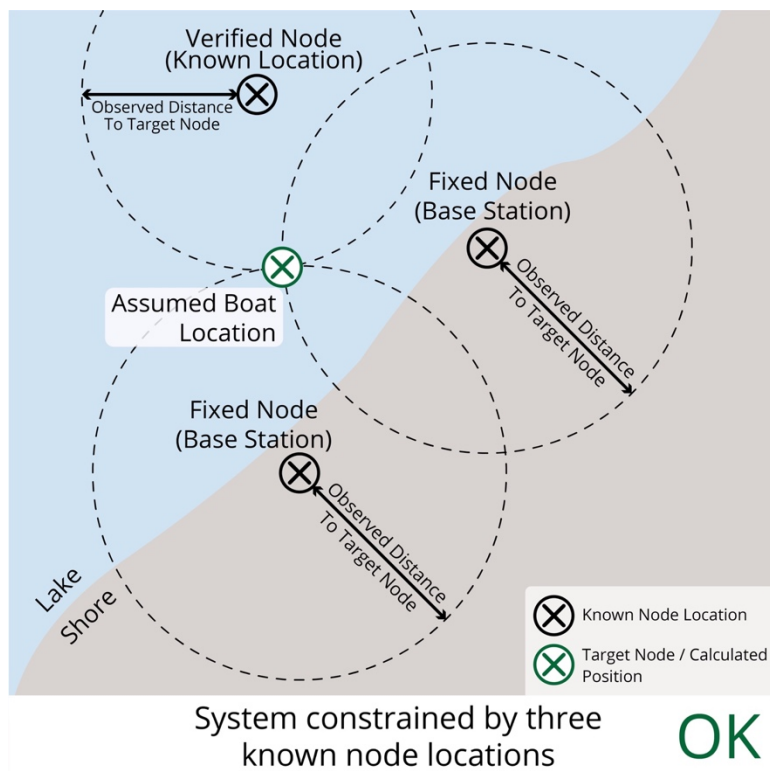 Verified Node
(Known Location)
Observed Distance
To Target Node
Fixed Node
(Base Station)
Observed Distance
To Target Node
Assumed Boat
Location
Fixed Node
(Base Station)
Observed Distance
To Target Node
Lake
Shore
Known Node Location
Target Node / Calculated
Position
System constrained by three
known node locations
OK